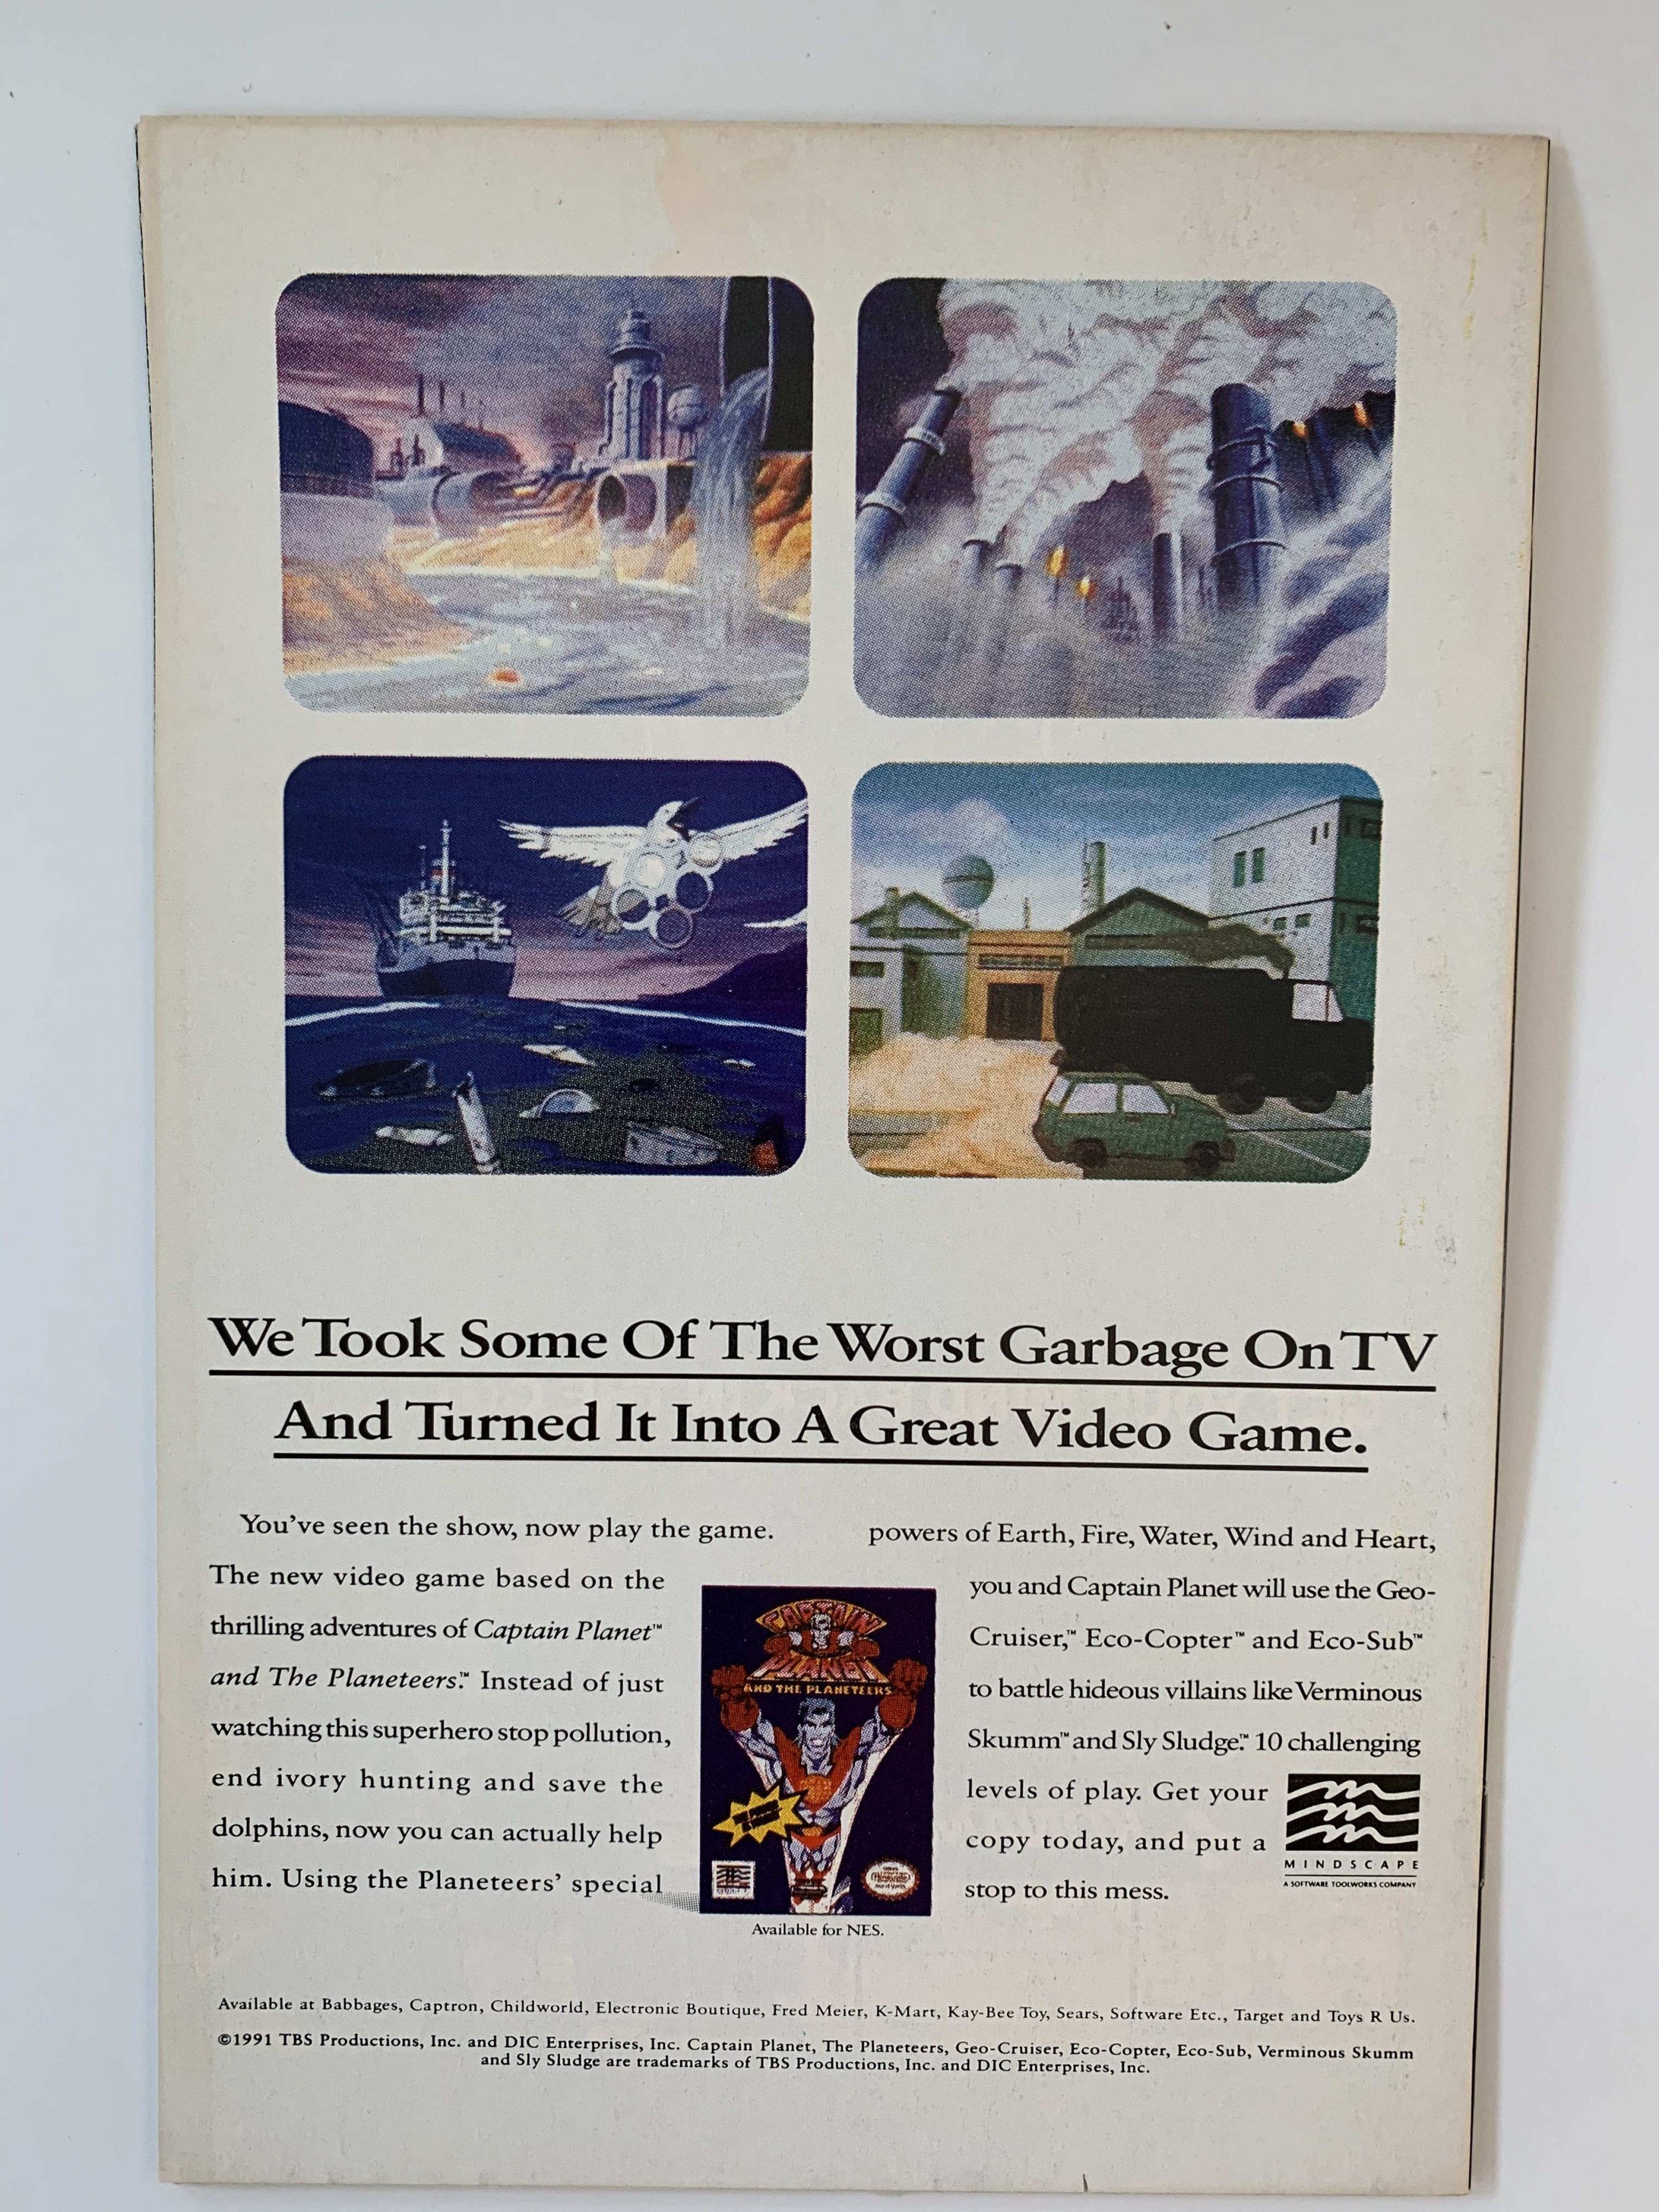 We Took Some Of The Worst Garbage On TV
And Turned It Into A Great Video Game.
You've seen the show, now play the game.
The new video game based on the
thrilling adventures of Captain Planet™
and The Planeteers.™ Instead of just
watching this superhero stop pollution,
end ivory hunting and save the
dolphins, now you can actually help
him. Using the Planeteers' special
CAPTAIN
PLANET
AND THE PLANETEERS
Available for NES.
powers of Earth, Fire, Water, Wind and Heart,
you and Captain Planet will use the Geo-
Cruiser,™ Eco-Copter™ and Eco-Sub™
to battle hideous villains like Verminous
Skumm™ and Sly Sludge.™ 10 challenging
levels of play. Get your
copy today, and put a
stop to this mess.
MINDSCAPE
A SOFTWARE TOOLWORKS COMPANY
Available at Babbages, Captron, Childworld, Electronic Boutique, Fred Meier, K-Mart, Kay-Bee Toy, Sears, Software Etc., Target and Toys R Us.
©1991 TBS Productions, Inc. and DIC Enterprises, Inc. Captain Planet, The Planeteers, Geo-Cruiser, Eco-Copter, Eco-Sub, Verminous Skumm
and Sly Sludge are trademarks of TBS Productions, Inc. and DIC Enterprises, Inc.